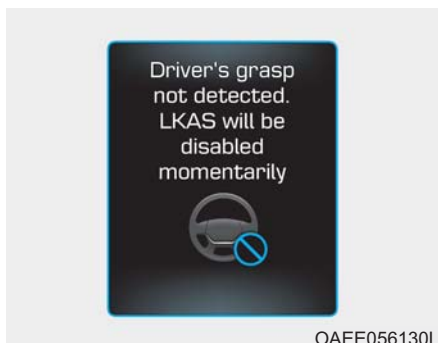 Driver's grasp
not detected.
LKAS will be
disabled
momentarily
OAEE056130L